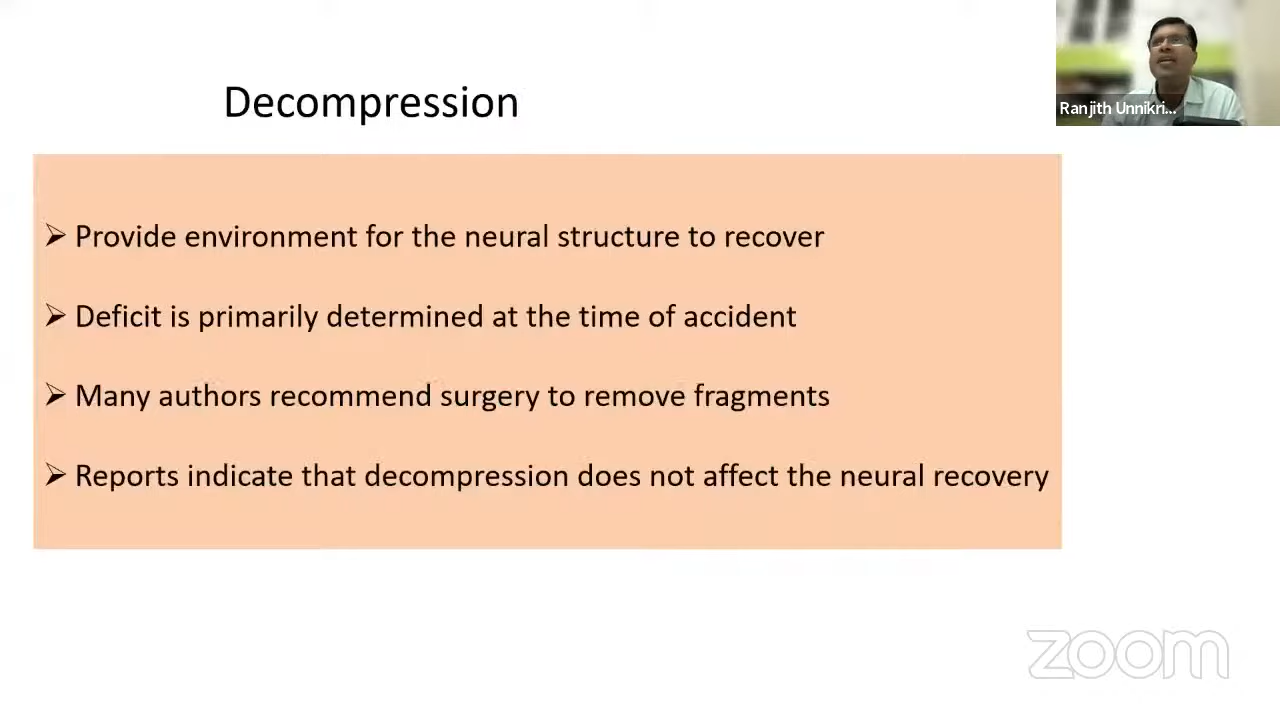 Decompression
Ranjith Unnikri...
➢ Provide environment for the neural structure to recover
➢ Deficit is primarily determined at the time of accident
➢ Many authors recommend surgery to remove fragments
➢ Reports indicate that decompression does not affect the neural recovery
zoom